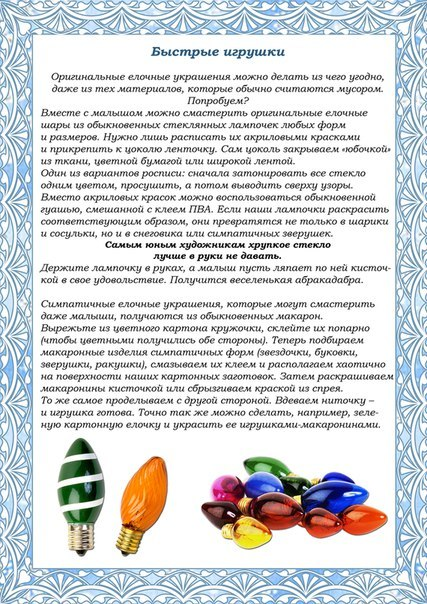 Быстрые игрушки
Оригинальные елочные украшения можно делать из чего угодно,
даже из тех материалов, которые обычно считаются мусором.
Попробуем?
Вместе с малышом можно смастерить оригинальные елочные
шары из обыкновенных стеклянных лампочек любых форм
и размеров. Нужно лишь расписать их акриловыми красками
и прикрепить к цоколю ленточку. Сам цоколь закрываем «юбочкой»
из ткани, цветной бумагой или широкой лентой.
Один из вариантов росписи: сначала затонировать все стекло
одним цветом, просушить, а потом выводить сверху узоры.
Вместо акриловых красок можно воспользоваться обыкновенной
гуашью, смешанной с клеем ПВА. Если наши лампочки раскрасить
соответствующим образом, они превратятся не только в шарики
и сосульки, но и в снеговика или симпатичных зверушек.
Самым юным художникам хрупкое стекло
лучше в руки не давать.
Держите лампочку в руках, а малыш пусть ляпает по ней кисточ-
кой в свое удовольствие. Получится веселенькая абракадабра.
Симпатичные елочные украшения, которые могут смастерить
даже малыши, получаются из обыкновенных макарон.
Вырежьте из цветного картона кружочки, склейте их попарно
(чтобы цветными получились обе стороны). Теперь подбираем
макаронные изделия симпатичных форм (звездочки, буковки,
зверушки, ракушки), смазываем их клеем и располагаем хаотично
на поверхности наших картонных заготовок. Затем раскрашиваем
макаронины кисточкой или сбрызгиваем краской из спрея.
То же самое проделываем с другой стороной. Вдеваем ниточку –
и игрушка готова. Точно так же можно сделать, например, зеле-
ную картонную елочку и украсить ее игрушками-макаронинами.